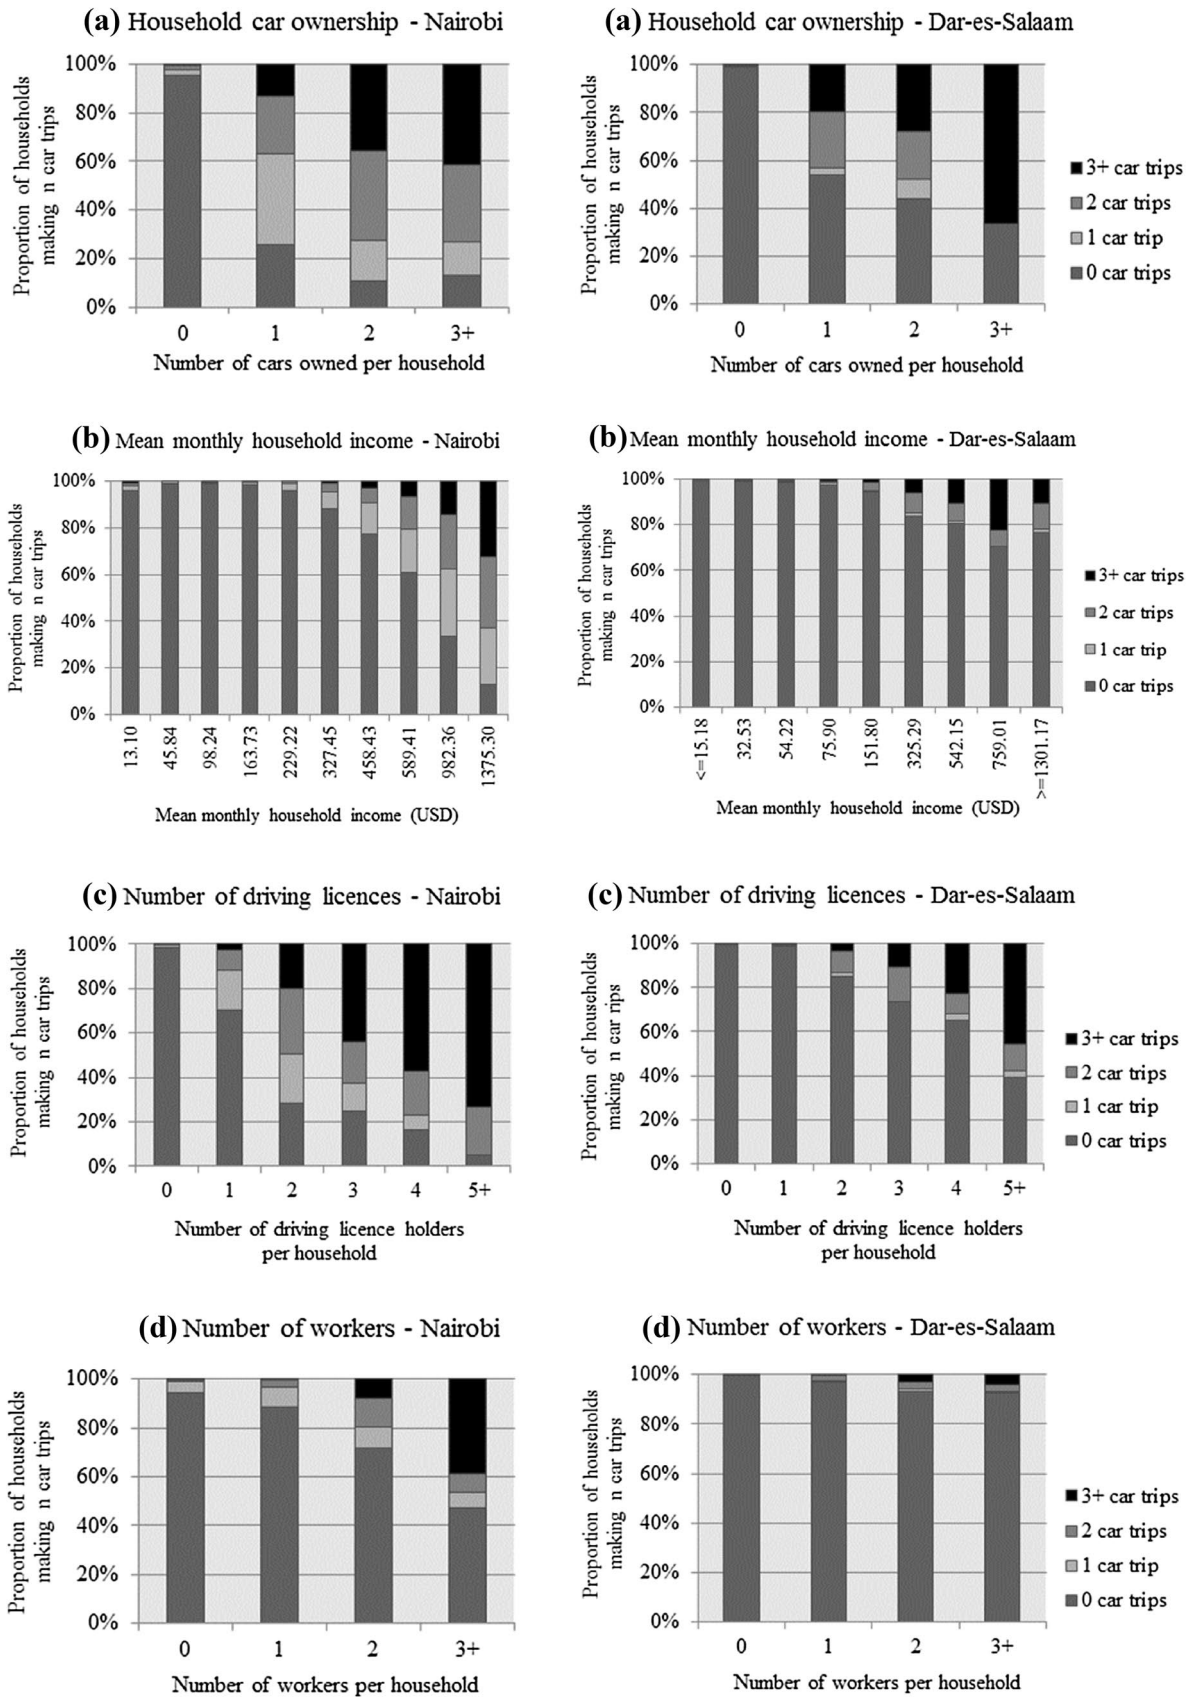 (a) Household car ownership - Nairobi
Proportion of households
making n car trips
100%
80%
60%
40%
20%
0%
0 1 2 3+
Number of cars owned per household
(a) Household car ownership - Dar-es-Salaam
Proportion of households
making n car trips
100%
80%
60%
40%
20%
0%
0 1 2 3+
Number of cars owned per household
3+ car trips
2 car trips
1 car trip
0 car trips
(b) Mean monthly household income - Nairobi
Proportion of households
making n car trips
100%
80%
60%
40%
20%
0%
13.10 45.84 98.24 163.73 229.22 327.45 458.43 589.41 982.36 1375.30
Mean monthly household income (USD)
(b) Mean monthly household income - Dar-es-Salaam
Proportion of households
making n car trips
100%
80%
60%
40%
20%
0%
<=15.18 32.53 54.22 75.90 151.80 325.29 542.15 759.01 >=1301.17
Mean monthly household income (USD)
3+ car trips
2 car trips
1 car trip
0 car trips
(c) Number of driving licences - Nairobi
Proportion of households
making n car trips
100%
80%
60%
40%
20%
0%
0 1 2 3 4 5+
Number of driving licence holders
per household
(c) Number of driving licences - Dar-es-Salaam
Proportion of households
making n car rips
100%
80%
60%
40%
20%
0%
0 1 2 3 4 5+
Number of driving licence holders
per household
3+ car trips
2 car trips
1 car trip
0 car trips
(d) Number of workers - Nairobi
Proportion of households
making n car trips
100%
80%
60%
40%
20%
0%
0 1 2 3+
Number of workers per household
(d) Number of workers - Dar-es-Salaam
Proportion of households
making n car trips
100%
80%
60%
40%
20%
0%
0 1 2 3+
Number of workers per household
3+ car trips
2 car trips
1 car trip
0 car trips